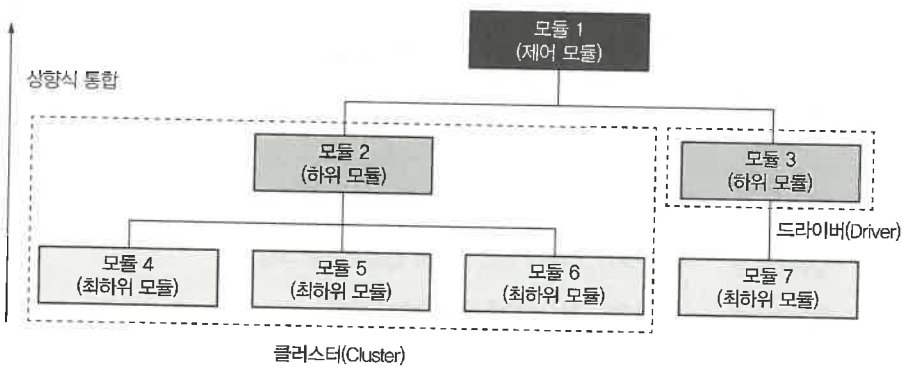 모듈 1
(제어 모듈)
상향식 통합
모듈 2
(하위 모듈)
모듈 3
(하위 모듈)
드라이버(Driver)
모듈 4
(최하위 모듈)
모듈 5
(최하위 모듈)
모듈 6
(최하위 모듈)
모듈 7
(최하위 모듈)
클러스터(Cluster)